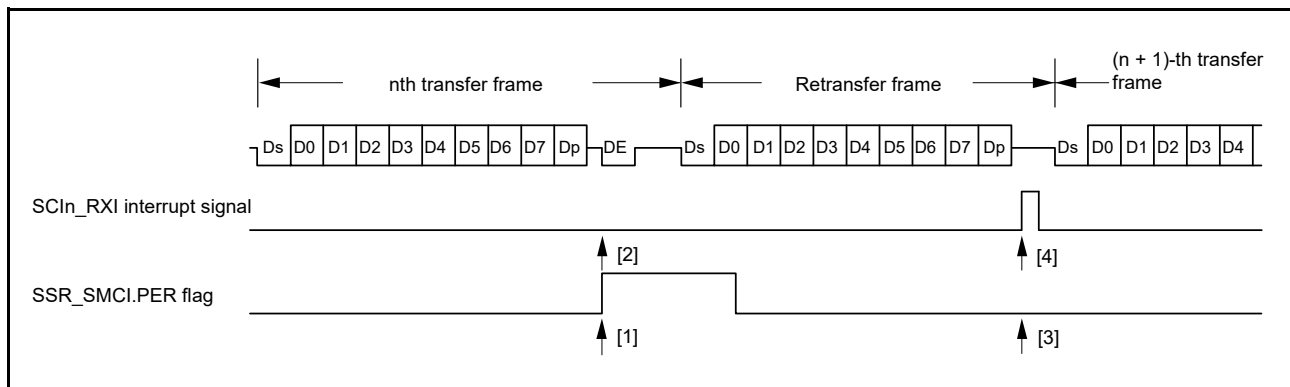 nth transfer frame
Retransfer frame
(n + 1)-th transfer
frame
Ds D0 D1 D2 D3 D4 D5 D6 D7 Dp DE Ds D0 D1 D2 D3 D4 D5 D6 D7 Dp Ds D0 D1 D2 D3 D4
SCIn_RXI interrupt signal
[2] [4]
SSR_SMCI.PER flag
[1] [3]